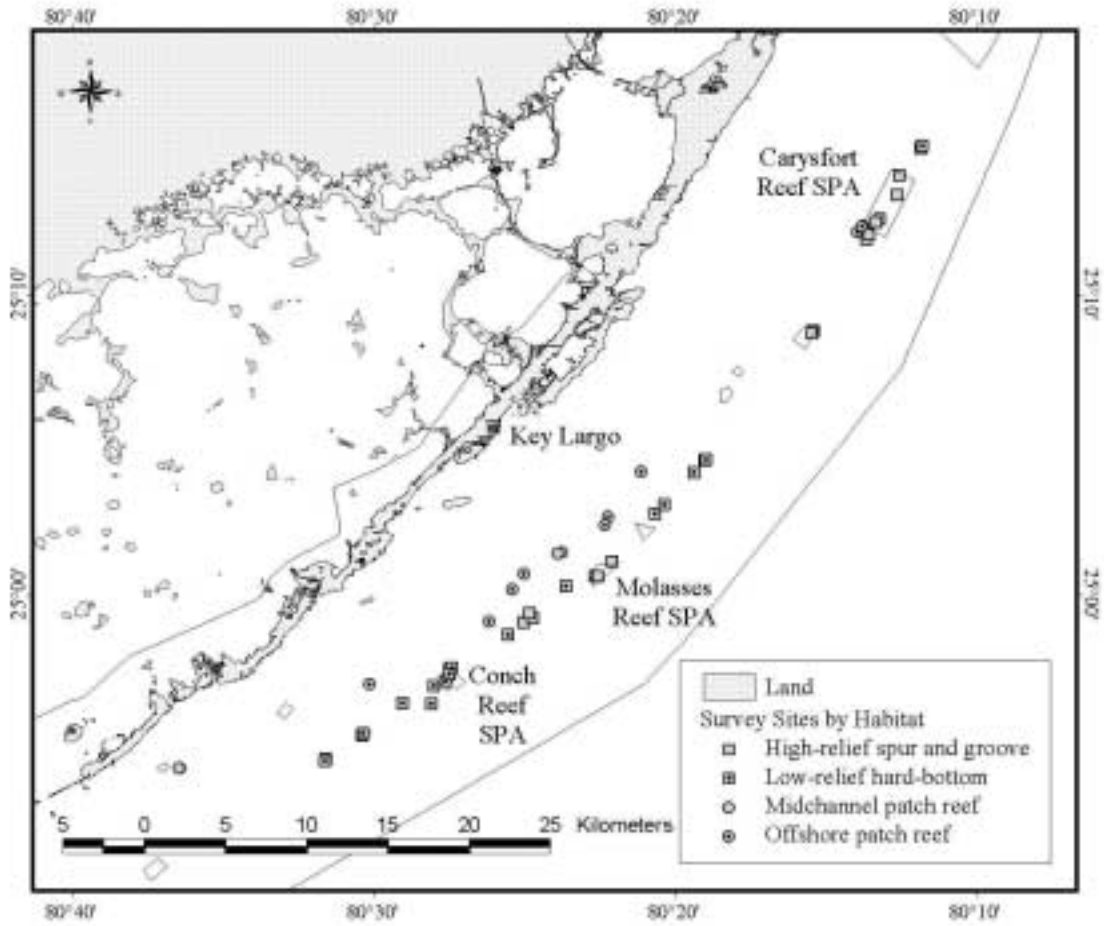 80°40'
80°30'
80°20'
80°10'
Carysfort
Reef SPA
25°10'
25°10'
Key Largo
25°00'
25°00'
Molasses
Reef SPA
Conch
Reef
SPA
Land
Survey Sites by Habitat
High-relief spur and groove
Low-relief hard-bottom
Midchannel patch reef
Offshore patch reef
5 0 5 10 15 20 25 Kilometers
80°40'
80°30'
80°20'
80°10'